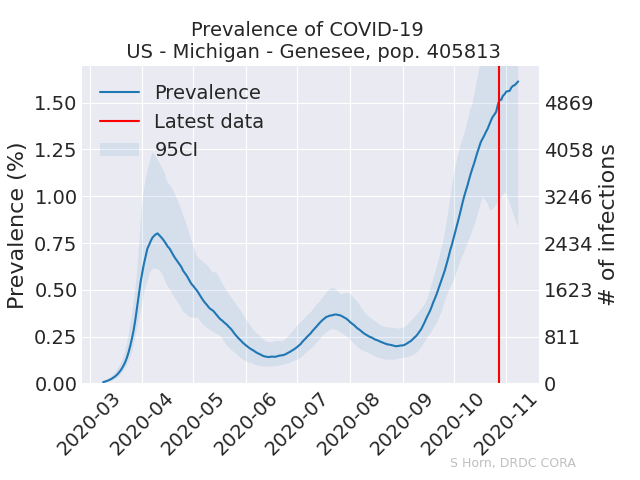 Prevalence of COVID-19
US - Michigan - Genesee, pop. 405813
Prevalence
Latest data
95CI
Prevalence (%)
1.50
1.25
1.00
0.75
0.50
0.25
0.00
4869
4058
3246
2434
1623
811
0
# of infections
2020-03
2020-04
2020-05
2020-06
2020-07
2020-08
2020-09
2020-10
2020-11
S Horn, DRDC CORA